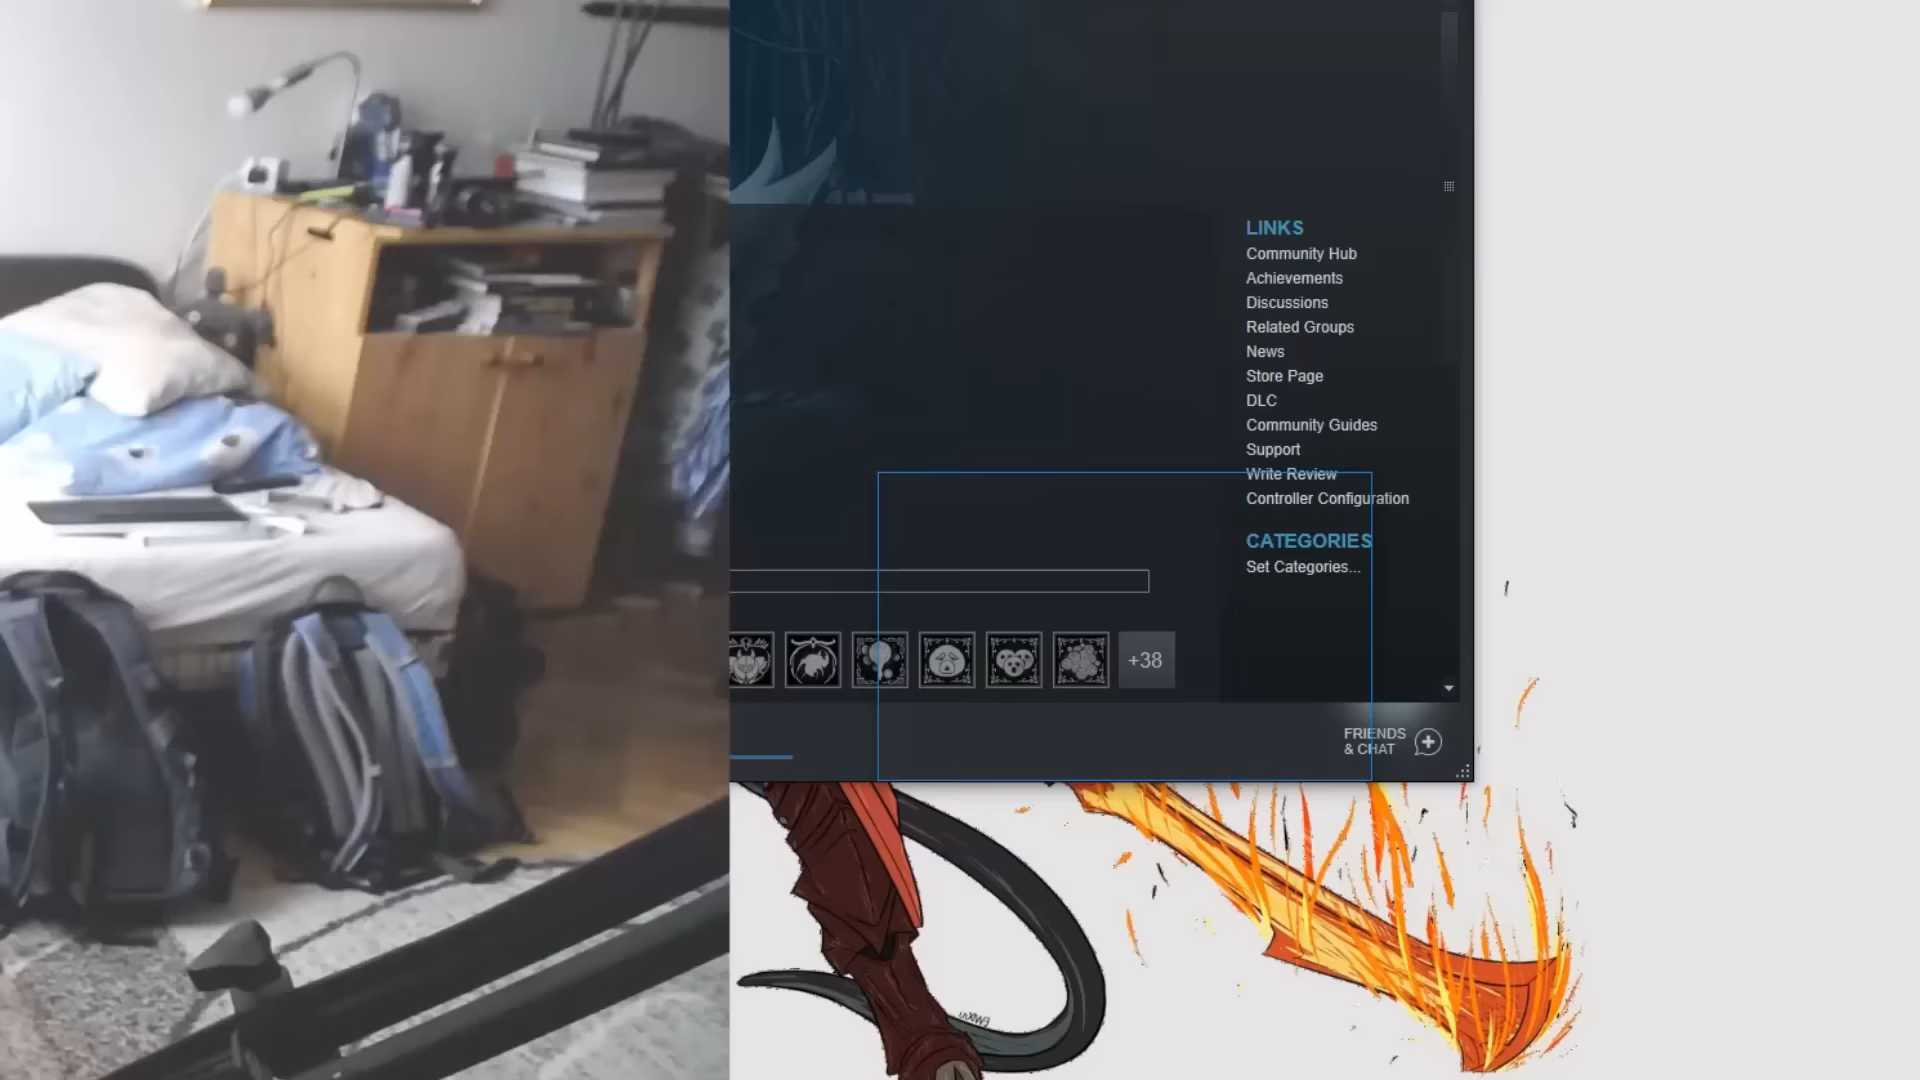 LINKS
Community Hub
Achievements
Discussions
Related Groups
News
Store Page
DLC
Community Guides
Support
Write Review
Controller Configuration
CATEGORIES
Set Categories...
+38
FRIENDS
& CHAT